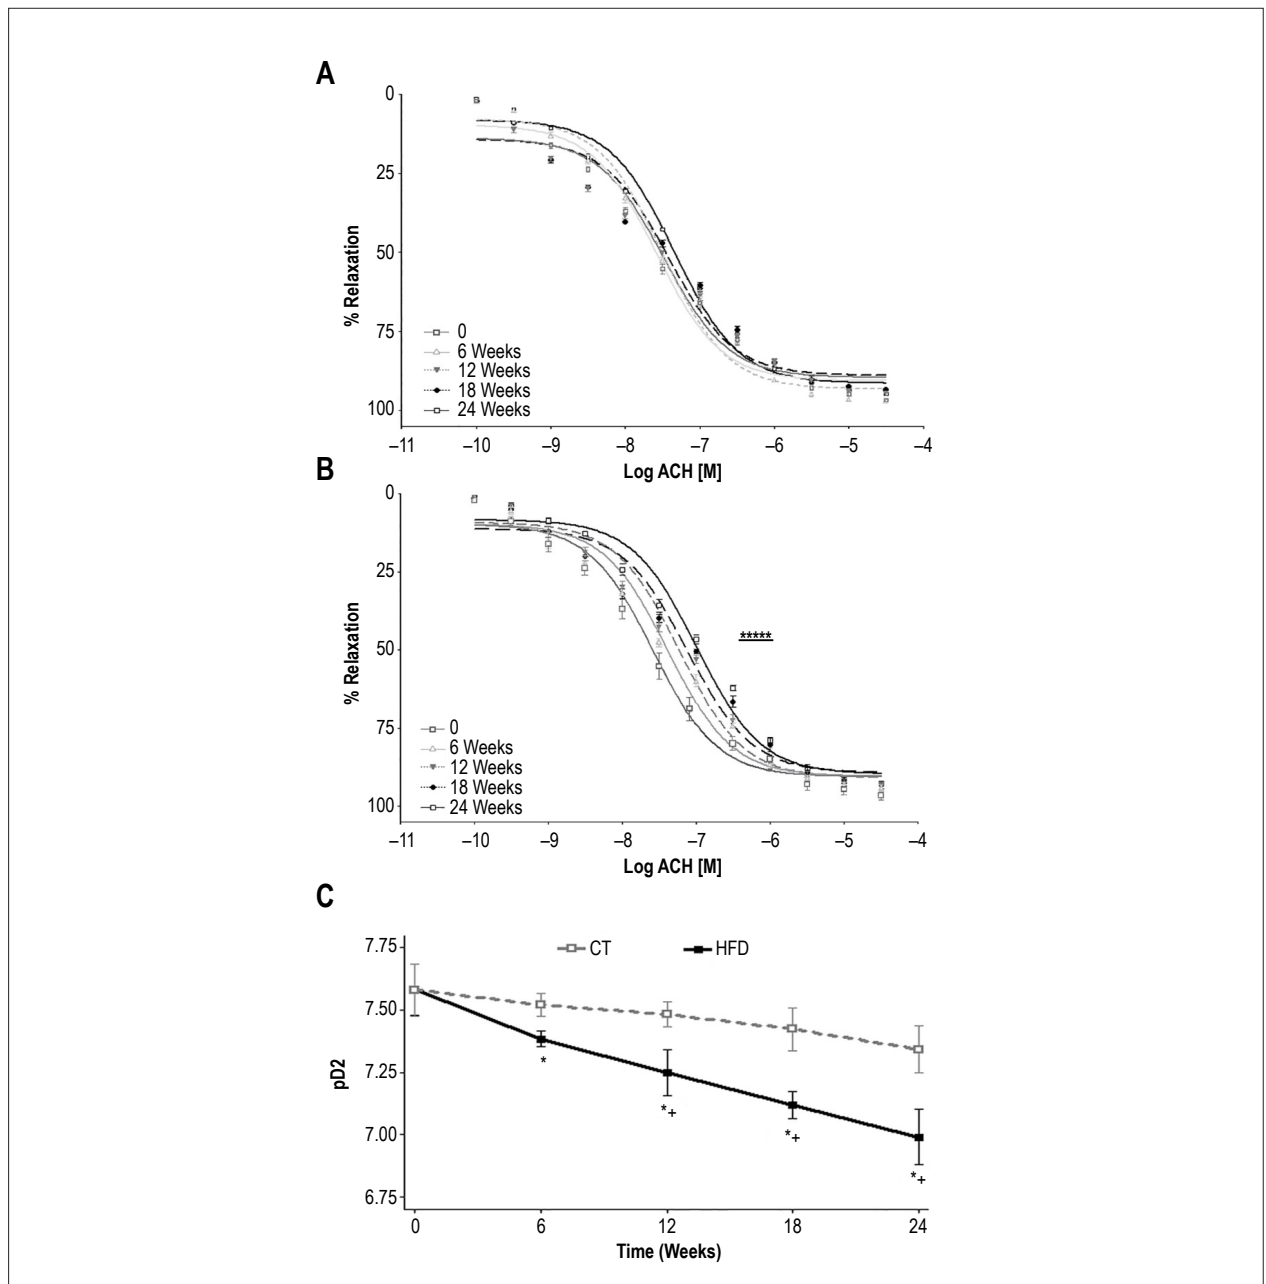 A
0
25
50
75
100
% Relaxation
0
6 Weeks
12 Weeks
18 Weeks
24 Weeks
–11 –10 –9 –8 –7 –6 –5 –4
Log ACH [M]
B
0
25
50
75
100
% Relaxation
*****
0
6 Weeks
12 Weeks
18 Weeks
24 Weeks
–11 –10 –9 –8 –7 –6 –5 –4
Log ACH [M]
C
CT HFD
7.75
7.50
7.25
7.00
6.75
pD2
*
*+
*+
*+
0 6 12 18 24
Time (Weeks)